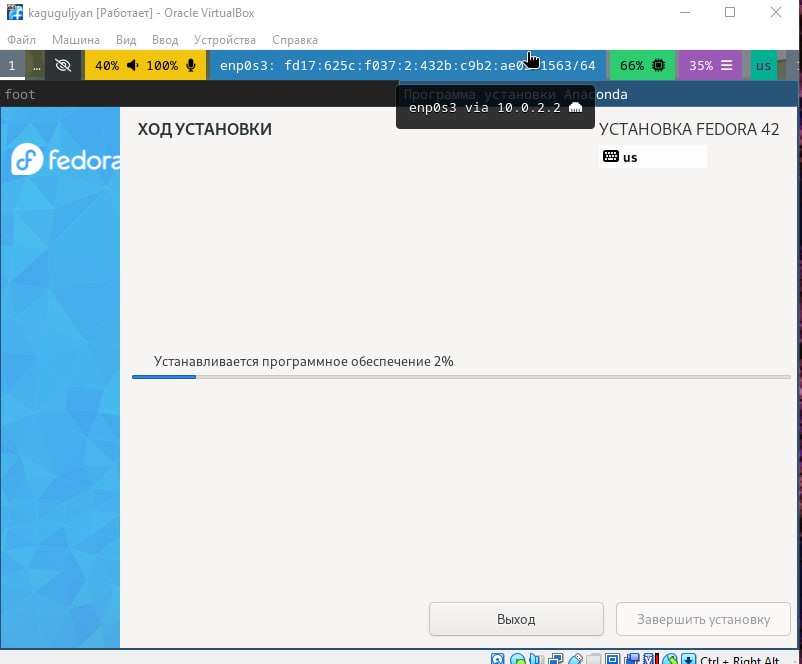 kaguguljyan [Работает] - Oracle VirtualBox
Файл Машина Вид Ввод Устройства Справка
1 ... 40% 100% enp0s3: fd17:625c:f037:2:432b:c9b2:ae0 1563/64 66% 35% us
foot Программа установки Anaconda
enp0s3 via 10.0.2.2
ХОД УСТАНОВКИ УСТАНОВКА FEDORA 42
fedora us
Устанавливается программное обеспечение 2%
Выход Завершить установку
Ctrl + Right Alt